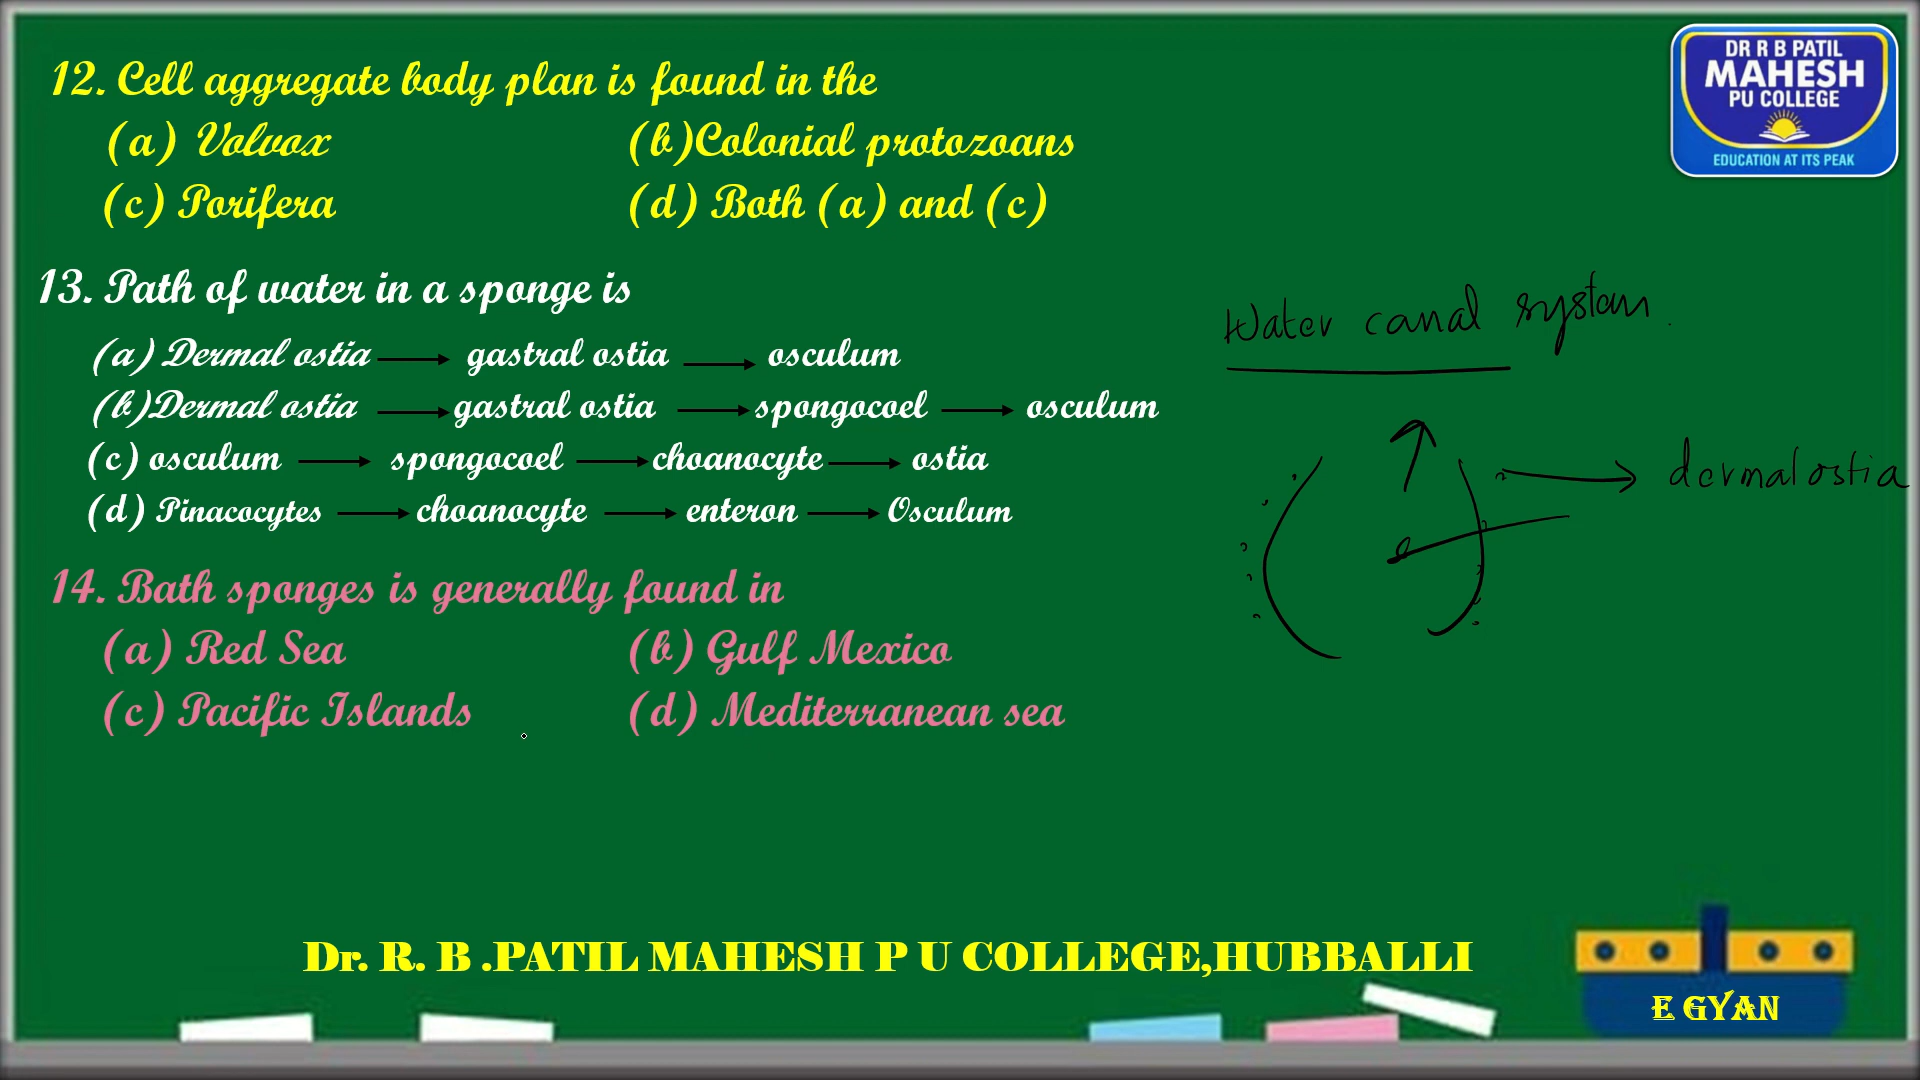 12. Cell aggregate body plan is found in the
(a) Volvox (b)Colonial protozoans
(c) Porifera (d) Both (a) and (c)
13. Path of water in a sponge is
(a) Dermal ostia → gastral ostia → osculum
(b)Dermal ostia → gastral ostia → spongocoel → osculum
(c) osculum → spongocoel → choanocyte → ostia
(d) Pinacocytes → choanocyte → enteron → Osculum
14. Bath sponges is generally found in
(a) Red Sea (b) Gulf Mexico
(c) Pacific Islands (d) Mediterranean sea
Water canal system.
dermal ostia
DR R B PATIL
MAHESH
PU COLLEGE
EDUCATION AT ITS PEAK
Dr. R. B .PATIL MAHESH P U COLLEGE,HUBBALLI
E GYAN